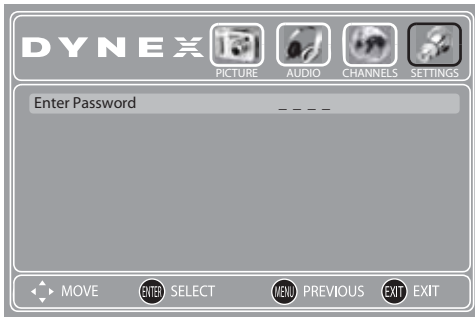 DYNEX
PICTURE AUDIO CHANNELS SETTINGS
Enter Password _ _ _ _
MOVE ENTER SELECT MENU PREVIOUS EXIT EXIT